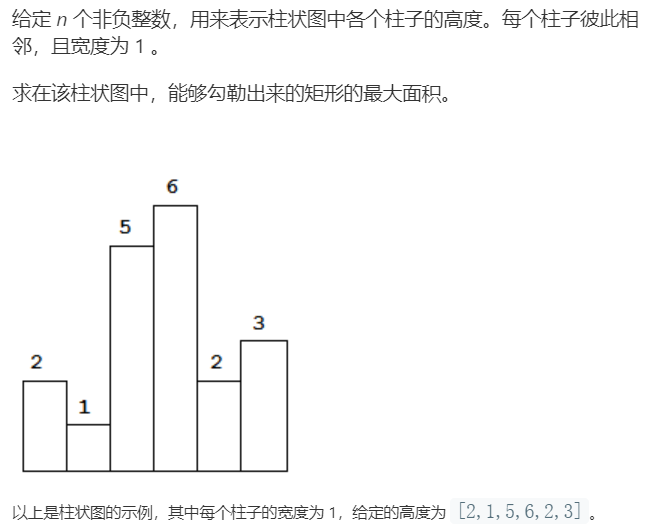 给定 n 个非负整数，用来表示柱状图中各个柱子的高度。每个柱子彼此相
邻，且宽度为 1 。
求在该柱状图中，能够勾勒出来的矩形的最大面积。
6
5
3
2
2
1
以上是柱状图的示例，其中每个柱子的宽度为 1，给定的高度为 [2,1,5,6,2,3] 。